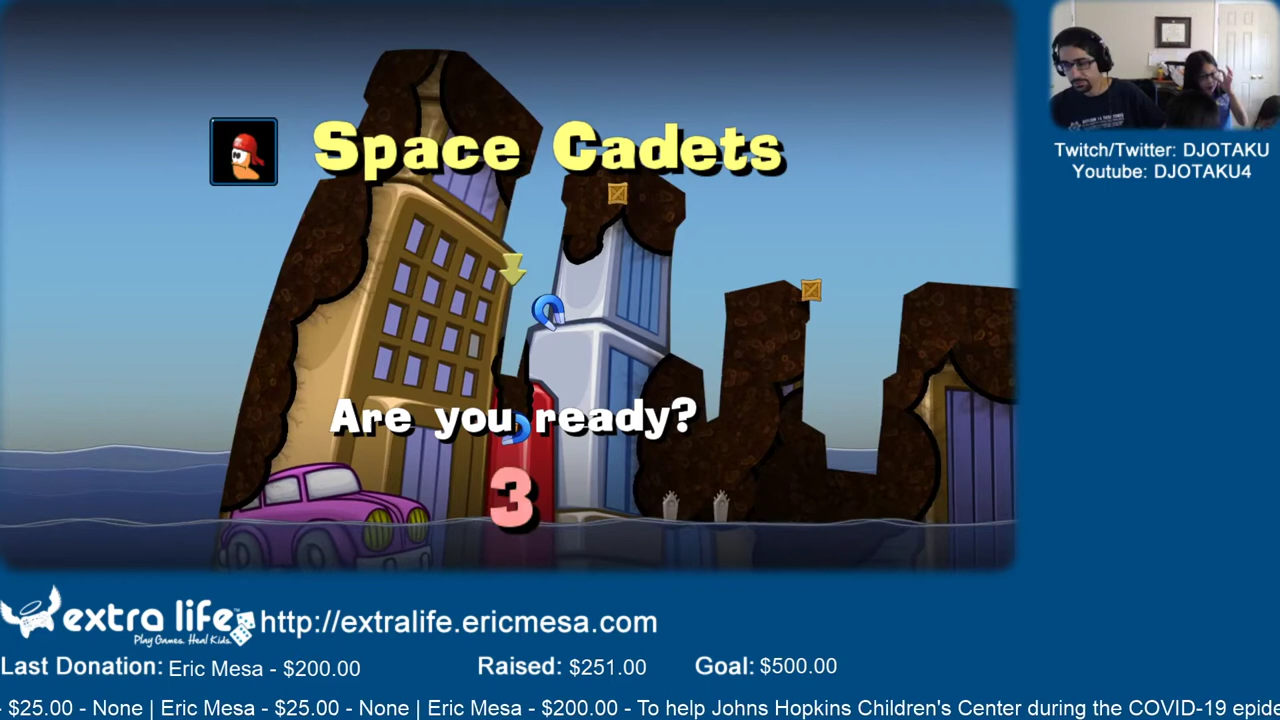 Space Cadets
Twitch/Twitter: DJOTAKU
Youtube: DJOTAKU4
Are you ready?
3
extra life
Play Games. Heal Kids.
http://extralife.ericmesa.com
Last Donation: Eric Mesa - $200.00 Raised: $251.00 Goal: $500.00
- $25.00 - None | Eric Mesa - $25.00 - None | Eric Mesa - $200.00 - To help Johns Hopkins Children's Center during the COVID-19 epide